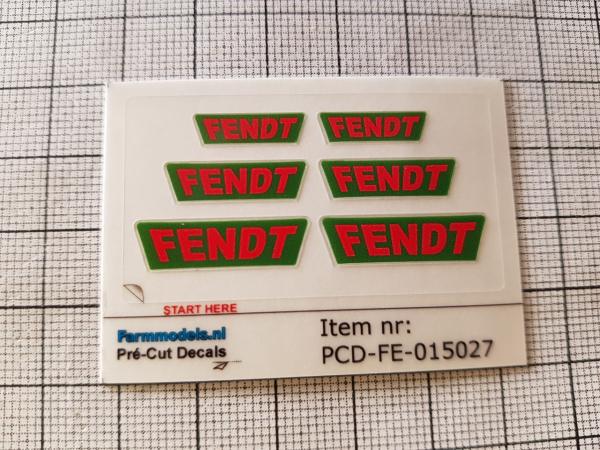 FENDT FENDT
FENDT FENDT
FENDT FENDT
START HERE
Farmmodels.nl
Pré-Cut Decals
Item nr:
PCD-FE-015027